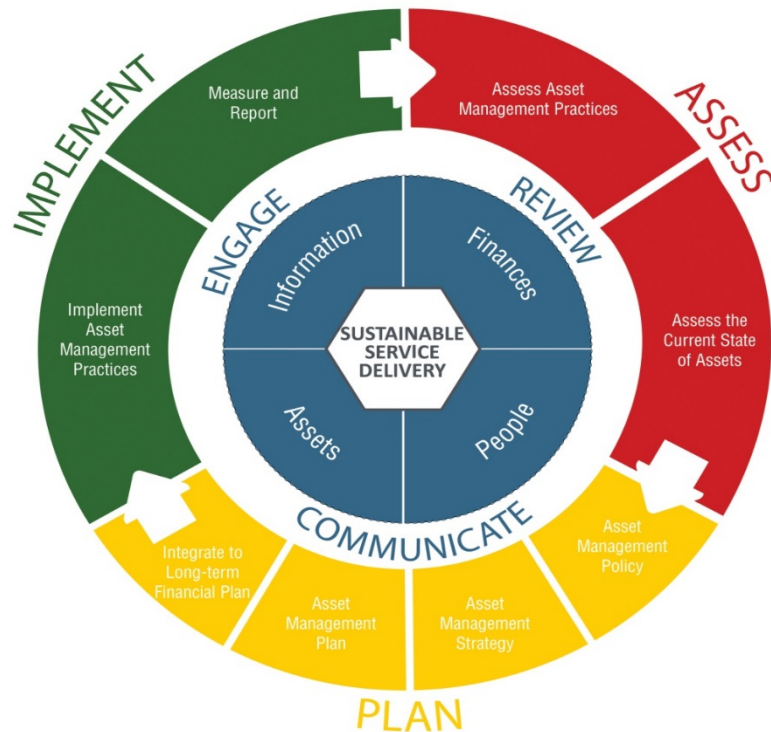 IMPLEMENT
Measure and
Report
Implement
Asset
Management
Practices
ASSESS
Assess Asset
Management Practices
Assess the
Current State
of Assets
PLAN
Asset
Management
Policy
Asset
Management
Strategy
Asset
Management
Plan
Integrate to
Long-term
Financial Plan
ENGAGE
REVIEW
COMMUNICATE
Information
Finances
Assets
People
SUSTAINABLE
SERVICE
DELIVERY